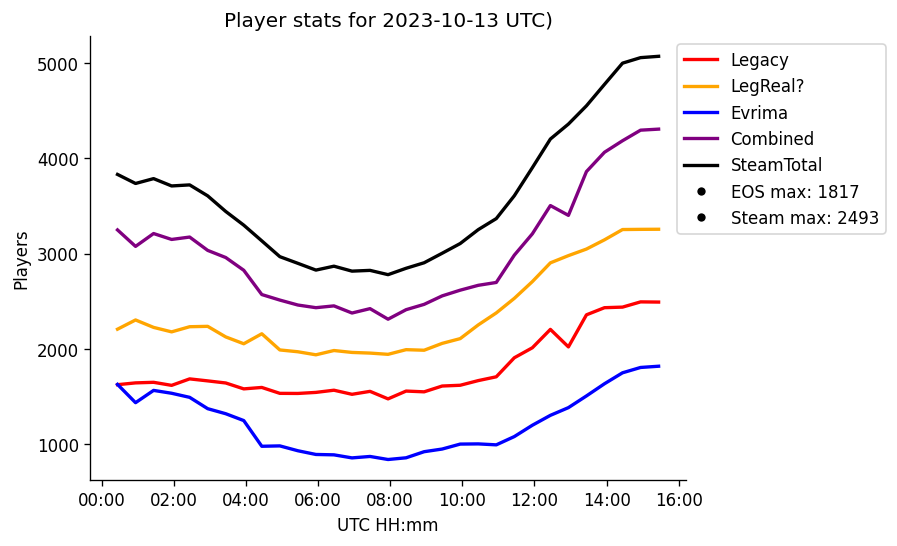 Player stats for 2023-10-13 UTC)
5000
4000
3000
2000
1000
Players
00:00 02:00 04:00 06:00 08:00 10:00 12:00 14:00 16:00
UTC HH:mm
Legacy
LegReal?
Evrima
Combined
SteamTotal
EOS max: 1817
Steam max: 2493